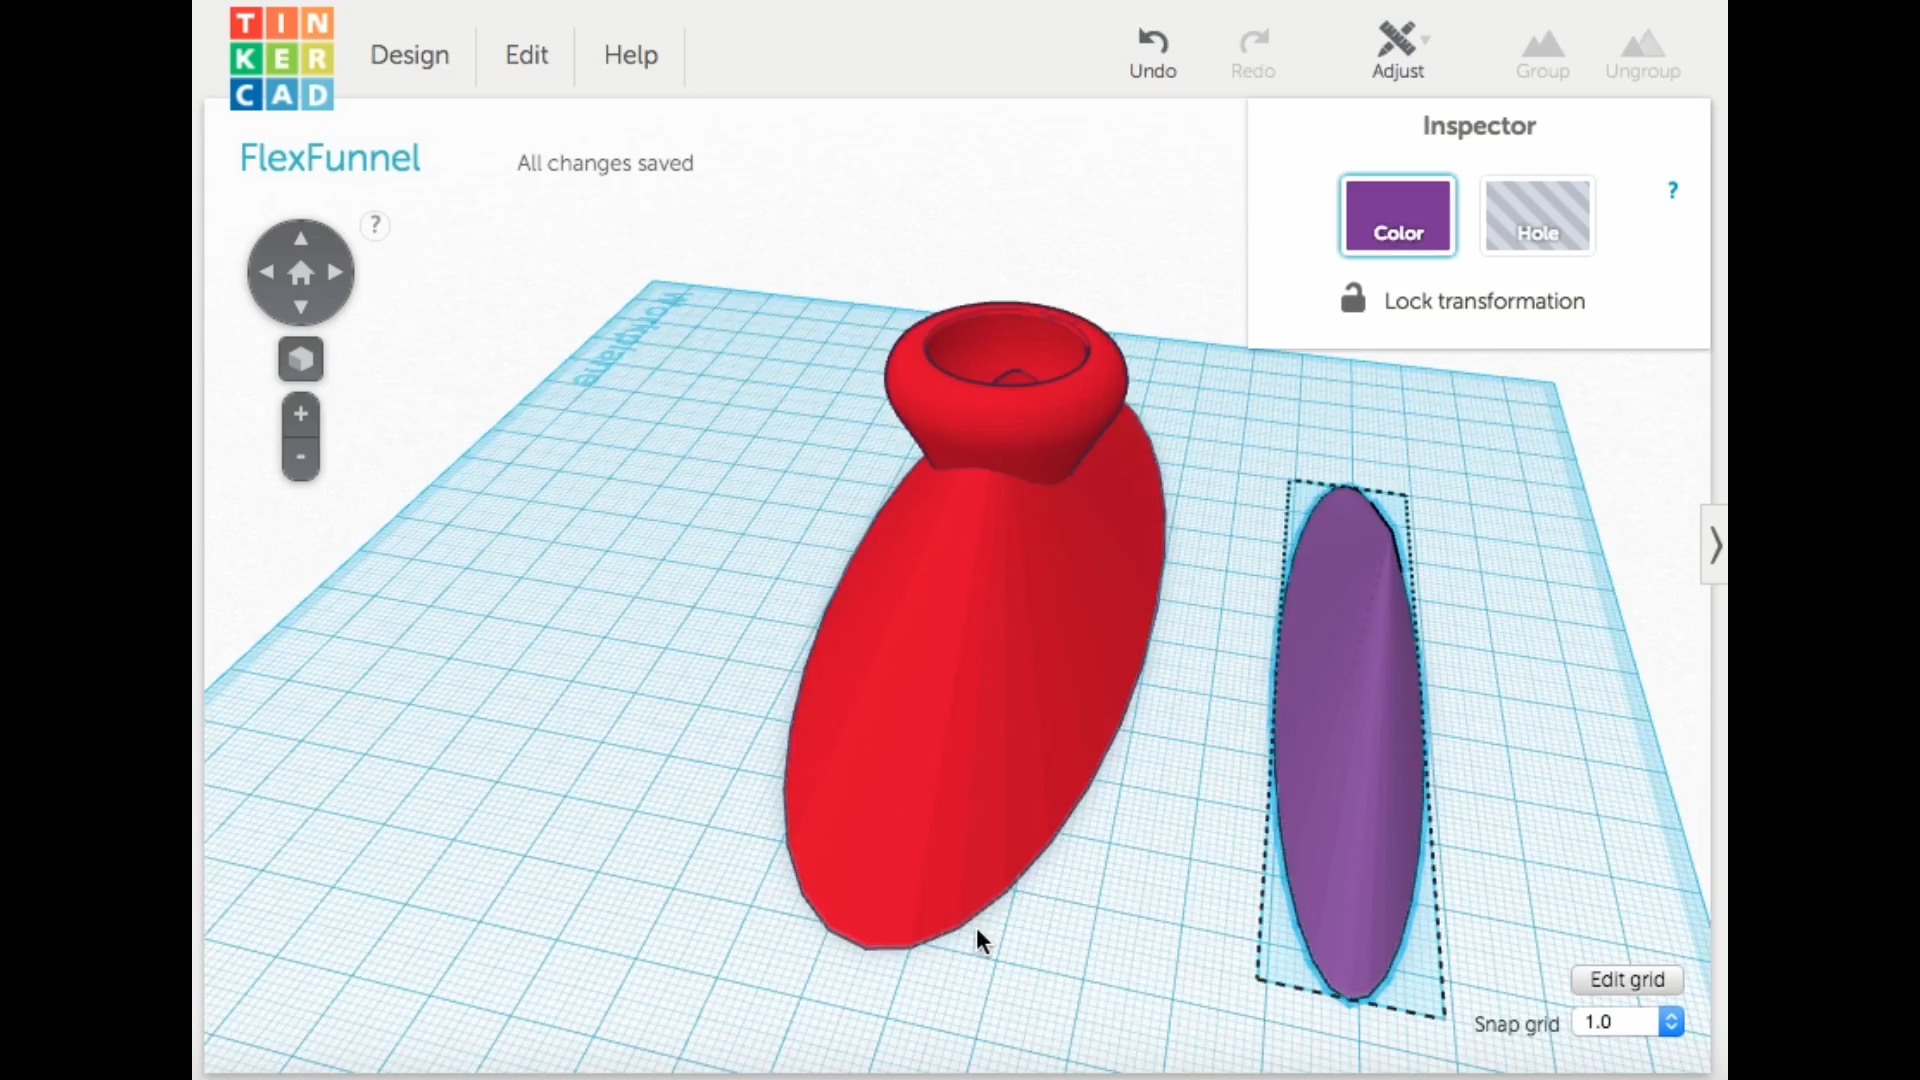 TIN
KER
CAD
Design
Edit
Help
Undo
Redo
Adjust
Group
Ungroup
FlexFunnel
All changes saved
Inspector
Color
Hole
?
Lock transformation
?
Workplane
+
-
Edit grid
Snap grid
1.0